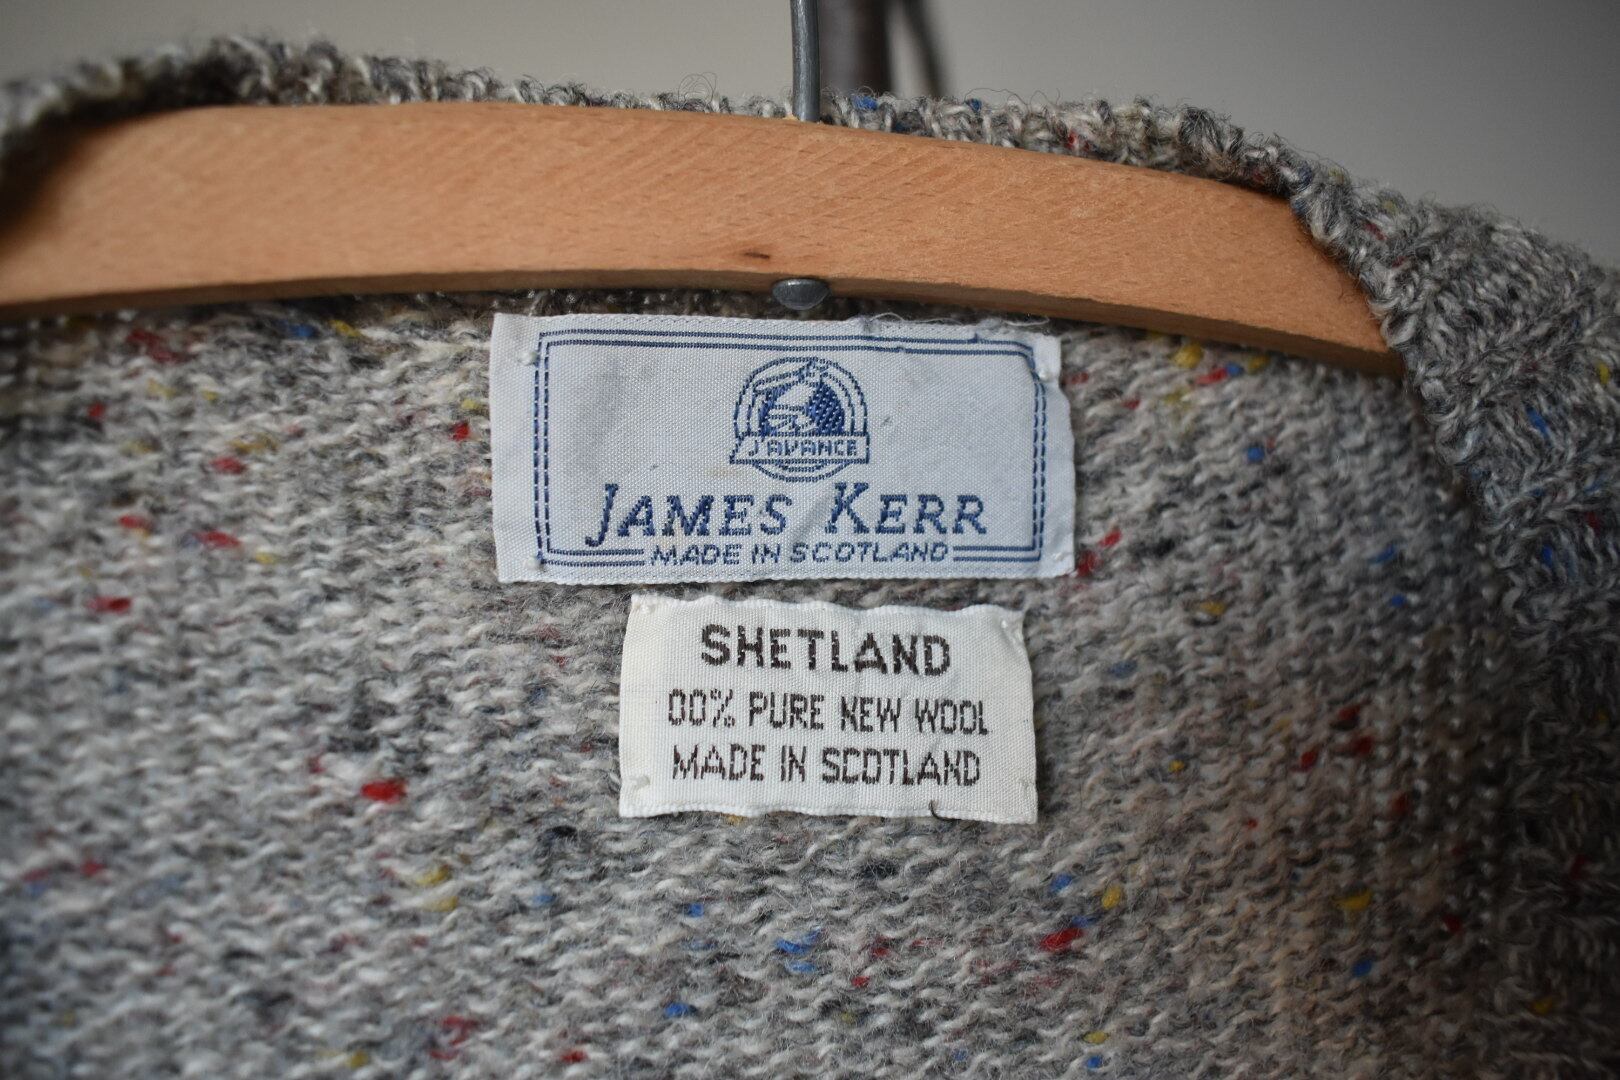 J'AVANCE
JAMES KERR
MADE IN SCOTLAND
SHETLAND
00% PURE NEW WOOL
MADE IN SCOTLAND